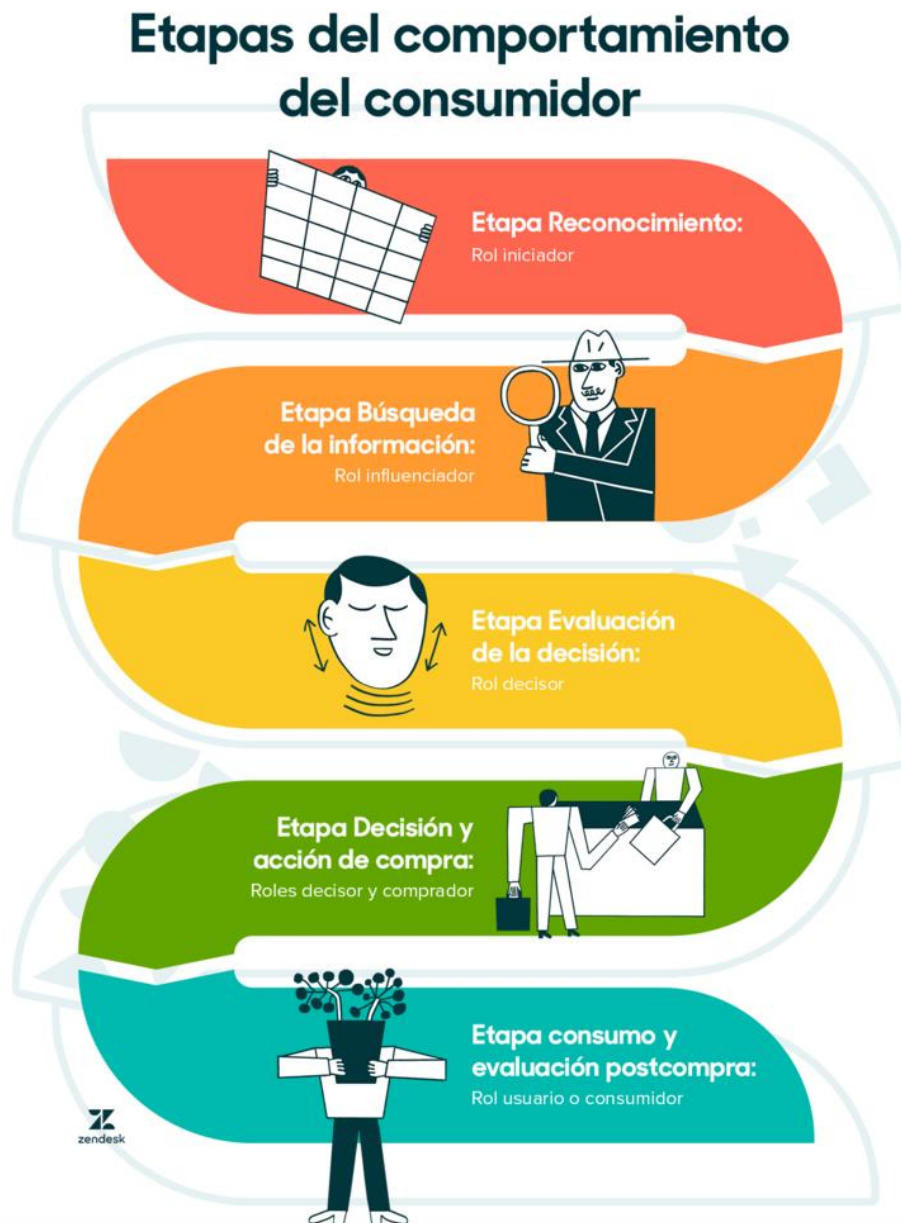 Etapas del comportamiento
del consumidor
Etapa Reconocimiento:
Rol iniciador
Etapa Búsqueda
de la información:
Rol influenciador
Etapa Evaluación
de la decisión:
Rol decisor
Etapa Decisión y
acción de compra:
Roles decisor y comprador
Etapa consumo y
evaluación postcompra:
Rol usuario o consumidor
zendesk